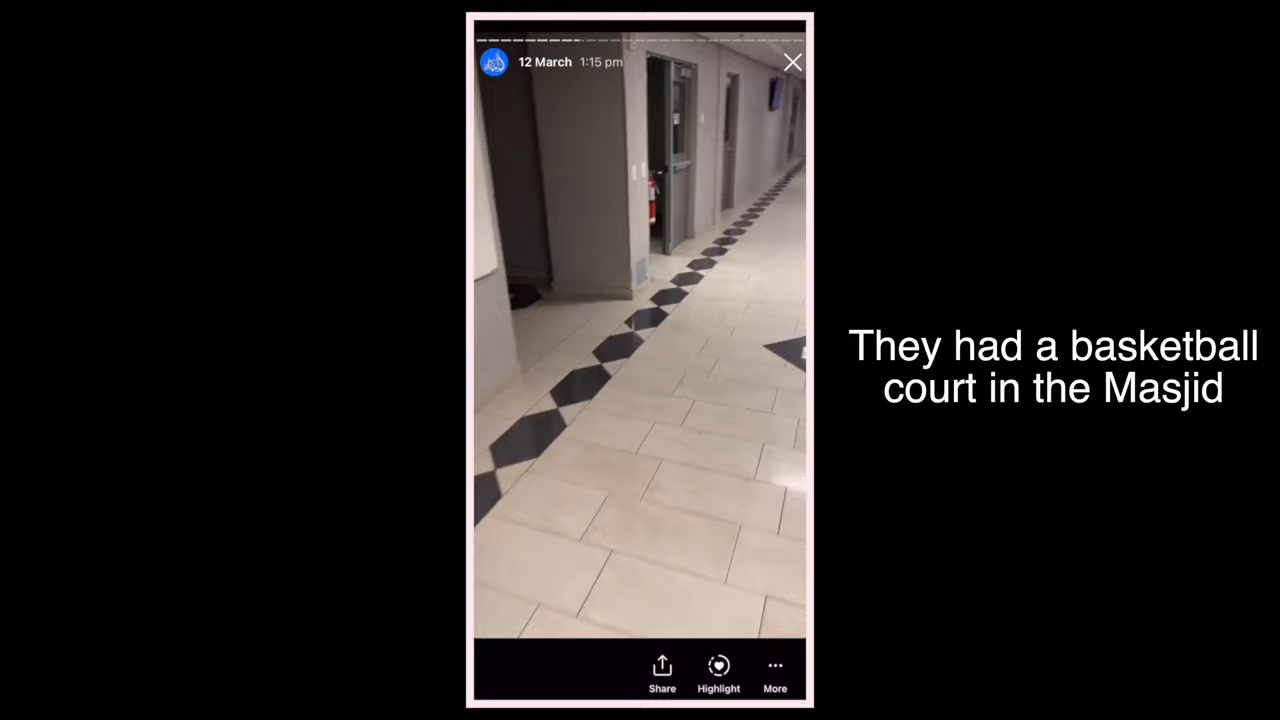 12 March 1:15 pm
They had a basketball
court in the Masjid
Share Highlight More